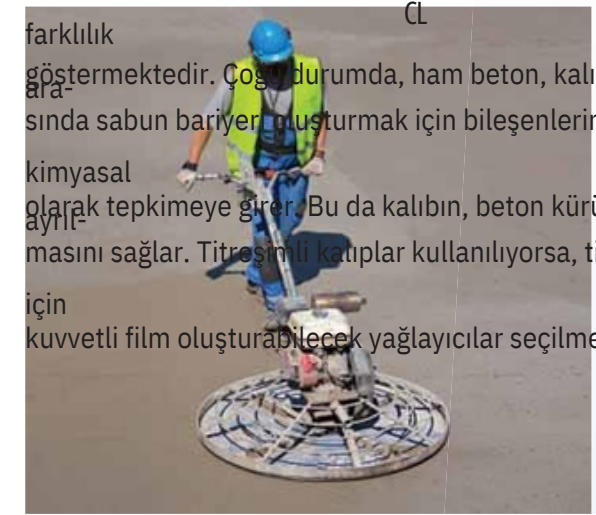 CL
farklılık
göstermektedir. Çoğu durumda, ham beton, kalı
ara-
sında sabun bariyeri oluşturmak için bileşenlerin
kimyasal
olarak tepkimeye girer. Bu da kalıbın, beton kürü
ayrıl-
masını sağlar. Titreşimli kalıplar kullanılıyorsa, ti
için
kuvvetli film oluşturabilecek yağlayıcılar seçilme